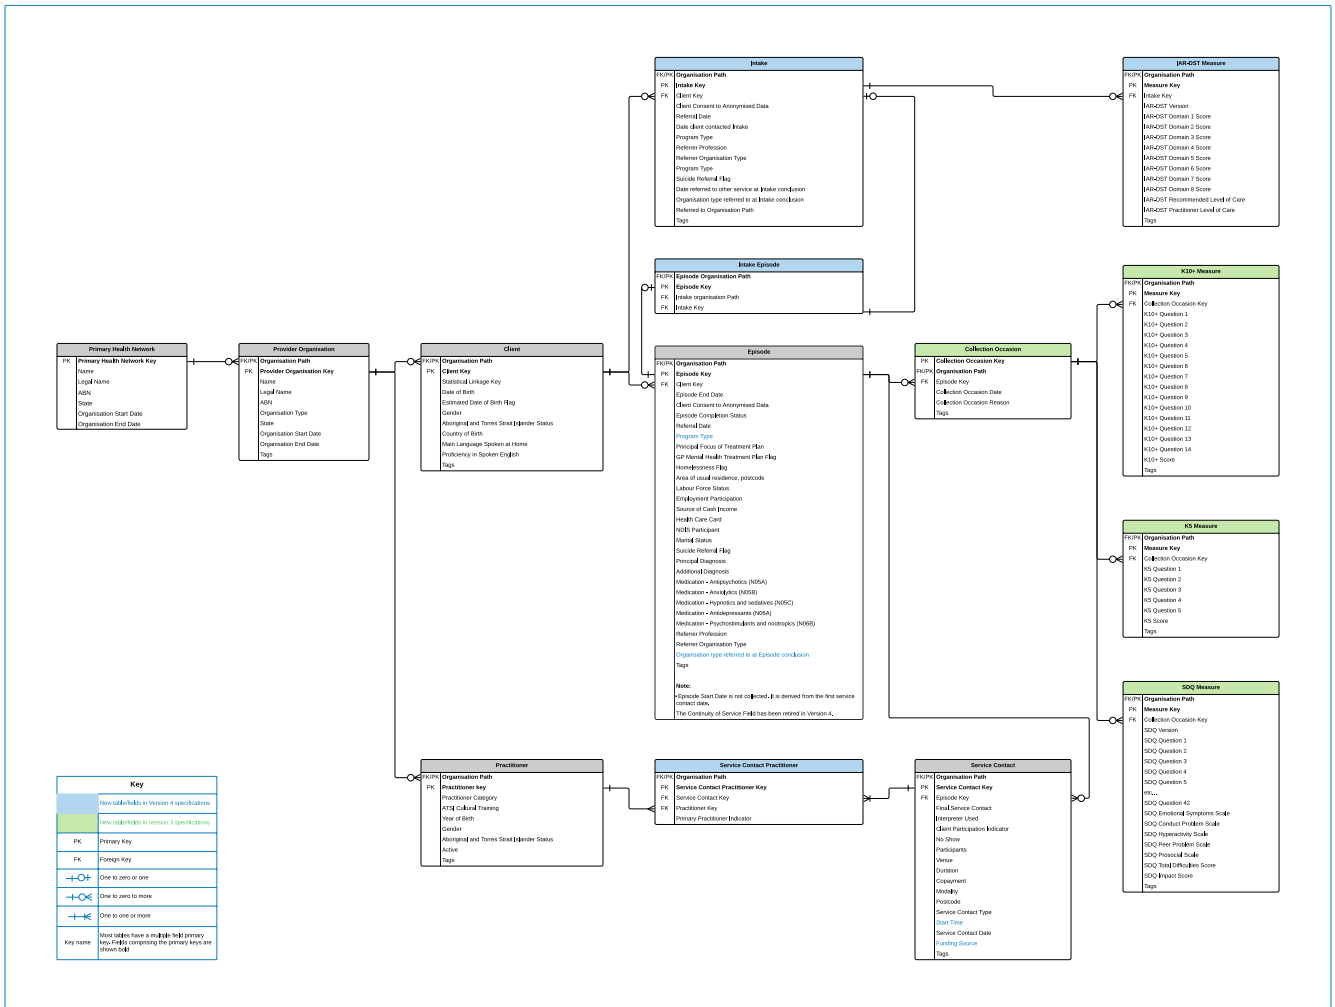 Intake
FK/PK Organisation Path
PK Intake Key
FK Client Key
Client Consent to Anonymised Data
Referral Date
Date client contacted Intake
Program Type
Referrer Profession
Referrer Organisation Type
Program Type
Suicide Referral Flag
Date referred to other service at Intake conclusion
Organisation type referred to at Intake conclusion
Referred to Organisation Path
Tags
IAR-DST Measure
FK/PK Organisation Path
PK Measure Key
FK Intake Key
IAR-DST Version
IAR-DST Domain 1 Score
IAR-DST Domain 2 Score
IAR-DST Domain 3 Score
IAR-DST Domain 4 Score
IAR-DST Domain 5 Score
IAR-DST Domain 6 Score
IAR-DST Domain 7 Score
IAR-DST Domain 8 Score
IAR-DST Recommended Level of Care
IAR-DST Practitioner Level of Care
Tags
Intake Episode
FK/PK Episode Organisation Path
PK Episode Key
FK Intake organisation Path
FK Intake Key
K10+ Measure
FK/PK Organisation Path
PK Measure Key
FK Collection Occasion Key
K10+ Question 1
K10+ Question 2
K10+ Question 3
K10+ Question 4
K10+ Question 5
K10+ Question 6
K10+ Question 7
K10+ Question 8
K10+ Question 9
K10+ Question 10
K10+ Question 11
K10+ Question 12
K10+ Question 13
K10+ Question 14
K10+ Score
Tags
Primary Health Network
PK Primary Health Network Key
Name
Legal Name
ABN
State
Organisation Start Date
Organisation End Date
Provider Organisation
FK/PK Organisation Path
PK Provider Organisation Key
Name
Legal Name
ABN
Organisation Type
State
Organisation Start Date
Organisation End Date
Tags
Client
FK/PK Organisation Path
PK Client Key
Statistical Linkage Key
Date of Birth
Estimated Date of Birth Flag
Gender
Aboriginal and Torres Strait Islander Status
Country of Birth
Main Language Spoken at Home
Proficiency in Spoken English
Tags
Episode
FK/PK Organisation Path
PK Episode Key
FK Client Key
Episode End Date
Client Consent to Anonymised Data
Episode Completion Status
Referral Date
Program Type
Principal Focus of Treatment Plan
GP Mental Health Treatment Plan Flag
Homelessness Flag
Area of usual residence, postcode
Labour Force Status
Employment Participation
Source of Cash Income
Health Care Card
NDIS Participant
Marital Status
Suicide Referral Flag
Principal Diagnosis
Additional Diagnosis
Medication - Antipsychotics (N05A)
Medication - Anxiolytics (N05B)
Medication - Hypnotics and sedatives (N05C)
Medication - Antidepressants (N06A)
Medication - Psychostimulants and nootropics (N06B)
Referrer Profession
Referrer Organisation Type
Organisation type referred to at Episode conclusion
Tags
Note:
• Episode Start Date is not collected. It is derived from the first service
contact date.
The Continuity of Service Field has been retired in Version 4.
Collection Occasion
PK Collection Occasion Key
FK/PK Organisation Path
FK Episode Key
Collection Occasion Date
Collection Occasion Reason
Tags
K5 Measure
FK/PK Organisation Path
PK Measure Key
FK Collection Occasion Key
K5 Question 1
K5 Question 2
K5 Question 3
K5 Question 4
K5 Question 5
K5 Score
Tags
SDQ Measure
FK/PK Organisation Path
PK Measure Key
FK Collection Occasion Key
SDQ Version
SDQ Question 1
SDQ Question 2
SDQ Question 3
SDQ Question 4
SDQ Question 5
etc...
SDQ Question 42
SDQ Emotional Symptoms Scale
SDQ Conduct Problem Scale
SDQ Hyperactivity Scale
SDQ Peer Problem Scale
SDQ Prosocial Scale
SDQ Total Difficulties Score
SDQ Impact Score
Tags
Practitioner
FK/PK Organisation Path
PK Practitioner key
Practitioner Category
ATSI Cultural Training
Year of Birth
Gender
Aboriginal and Torres Strait Islander Status
Active
Tags
Service Contact Practitioner
FK/PK Organisation Path
PK Service Contact Practitioner Key
FK Service Contact Key
FK Practitioner Key
Primary Practitioner Indicator
Service Contact
FK/PK Organisation Path
PK Service Contact Key
FK Episode Key
Final Service Contact
Interpreter Used
Client Participation Indicator
No Show
Participants
Venue
Duration
Copayment
Modality
Postcode
Service Contact Type
Start Time
Service Contact Date
Funding Source
Tags
Key
New table/fields in Version 4 specifications
New table/fields in Version 3 specifications
PK Primary Key
FK Foreign Key
One to zero or one
One to zero to more
One to one or more
Key name Most tables have a multiple field primary
key. Fields comprising the primary keys are
shown bold